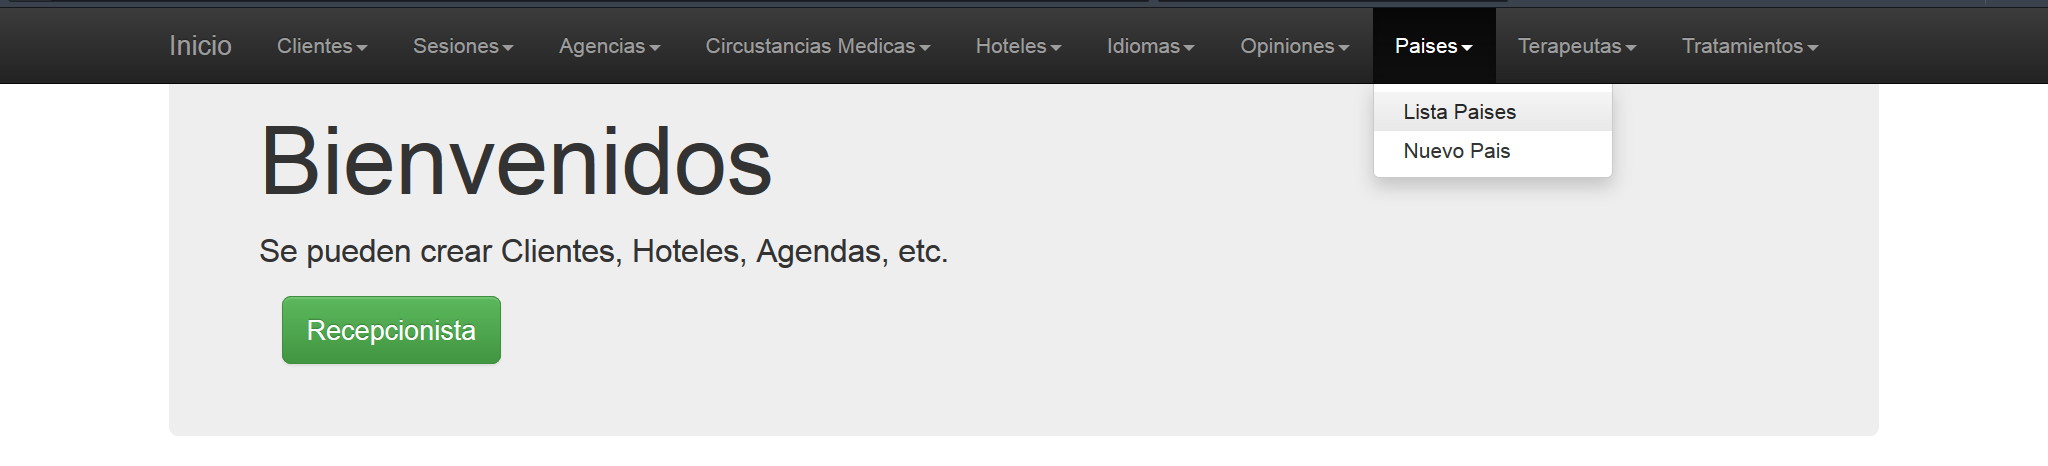 Inicio Clientes Sesiones Agencias Circustancias Medicas Hoteles Idiomas Opiniones Paises Terapeutas Tratamientos
Lista Paises
Nuevo Pais
Bienvenidos
Se pueden crear Clientes, Hoteles, Agendas, etc.
Recepcionista